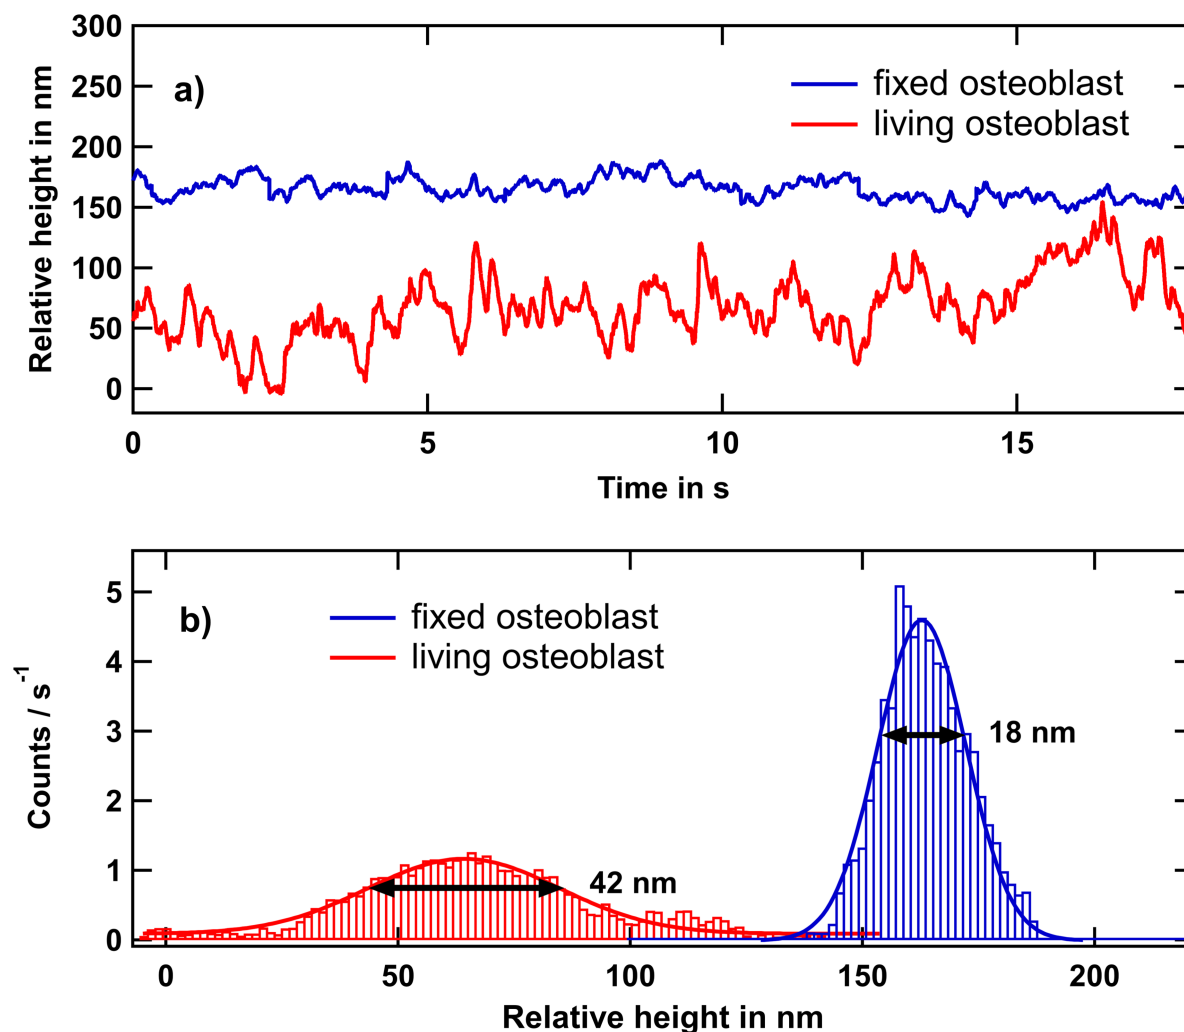 300
250
200
150
100
50
0
Relative height in nm
a)
fixed osteoblast
living osteoblast
0 5 10 15
Time in s
5
4
3
2
1
0
Counts / s⁻¹
b)
fixed osteoblast
living osteoblast
18 nm
42 nm
0 50 100 150 200
Relative height in nm